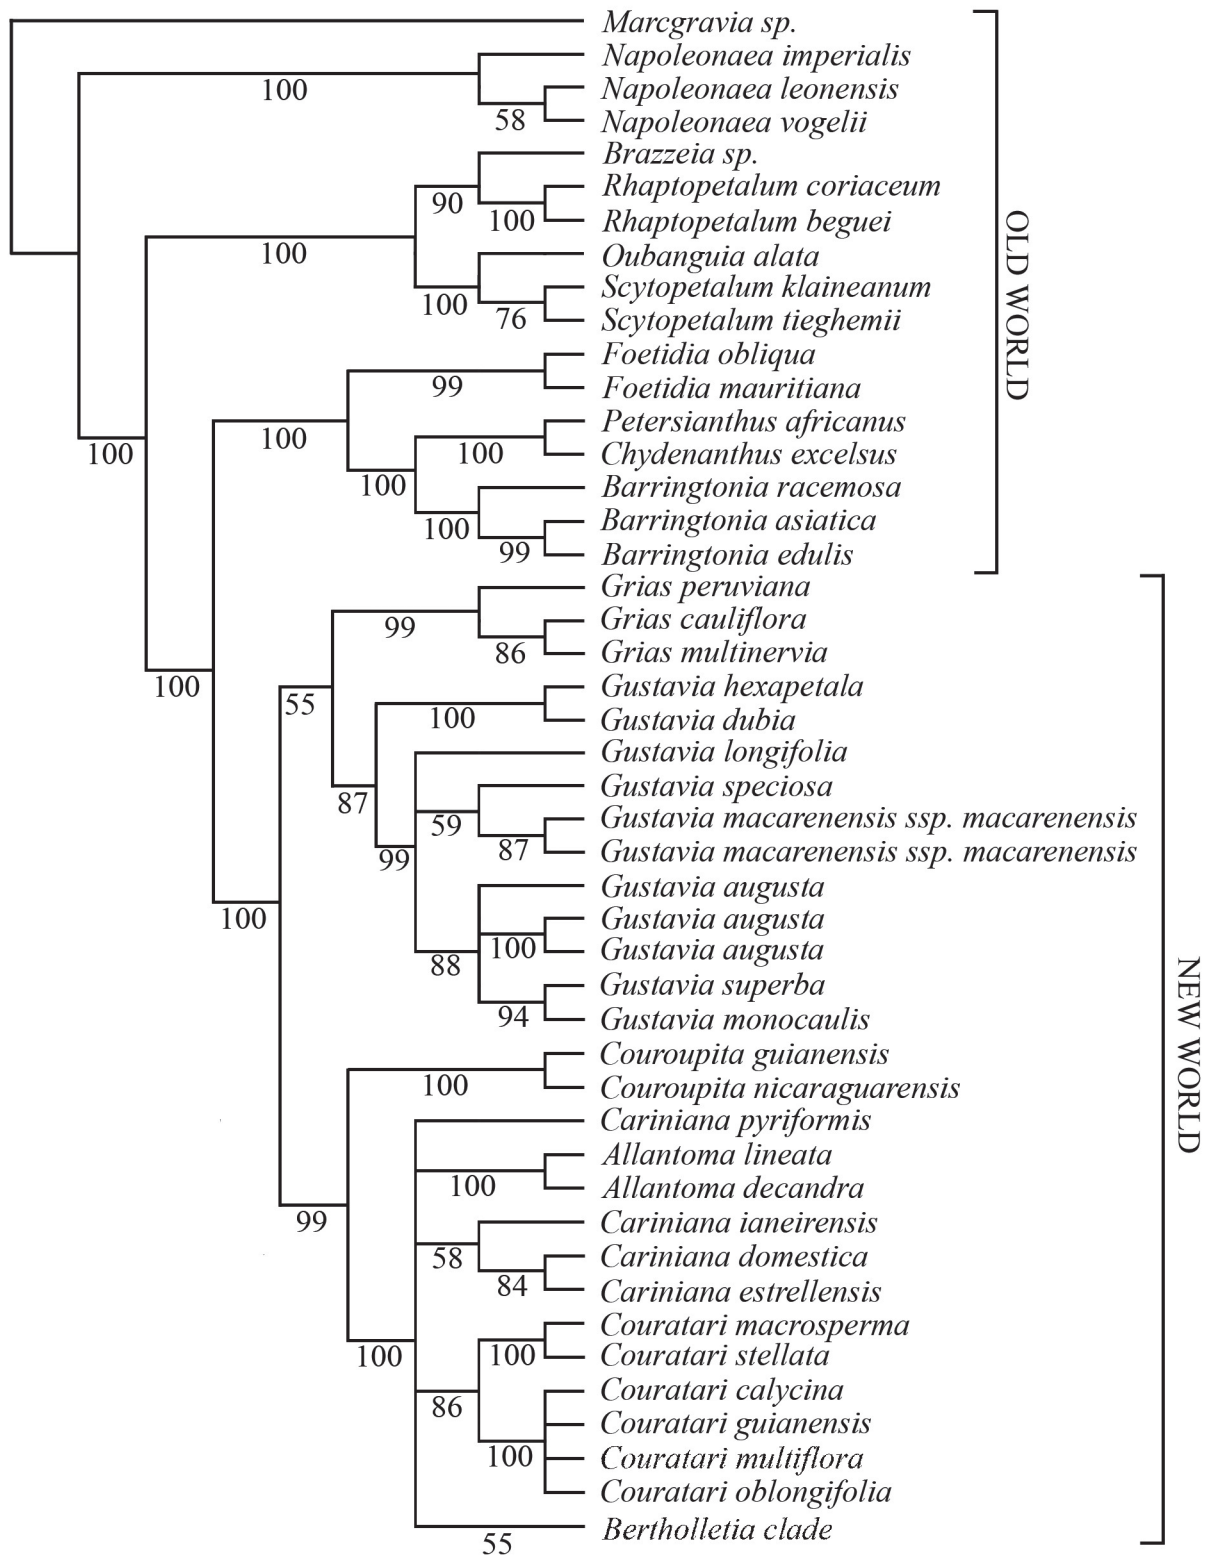 Marcgravia sp.
Napoleonaea imperialis
100
Napoleonaea leonensis
58
Napoleonaea vogelii
Brazzeia sp.
Rhaptopetalum coriaceum
90
100
Rhaptopetalum beguei
100
Oubanguia alata
Scytopetalum klaineanum
100
76
Scytopetalum tieghemii
OLD WORLD
Foetidia obliqua
99
Foetidia mauritiana
Petersianthus africanus
100
100
100
Chydenanthus excelsus
100
Barringtonia racemosa
100
Barringtonia asiatica
99
Barringtonia edulis
Grias peruviana
99
Grias cauliflora
86
Grias multinervia
100
55
Gustavia hexapetala
100
Gustavia dubia
Gustavia longifolia
87
Gustavia speciosa
59
Gustavia macarenensis ssp. macarenensis
87
99
Gustavia macarenensis ssp. macarenensis
Gustavia augusta
100
Gustavia augusta
100
Gustavia augusta
88
Gustavia superba
94
Gustavia monocaulis
NEW WORLD
Couroupita guianensis
100
Couroupita nicaraguarensis
Cariniana pyriformis
Allantoma lineata
100
Allantoma decandra
99
Cariniana ianeirensis
58
Cariniana domestica
84
Cariniana estrellensis
Couratari macrosperma
100
100
Couratari stellata
86
Couratari calycina
Couratari guianensis
100
Couratari multiflora
Couratari oblongifolia
Bertholletia clade
55